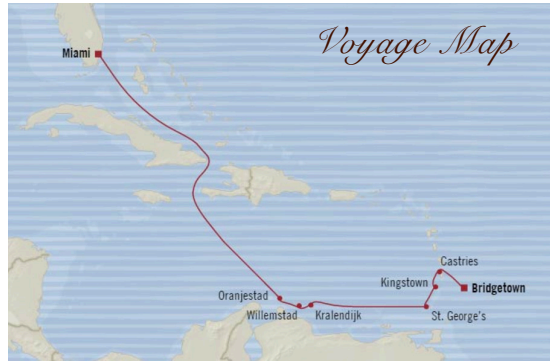 Voyage Map
Miami
Castries
Kingstown
Bridgetown
Oranjestad
Willemstad
Kralendijk
St. George's